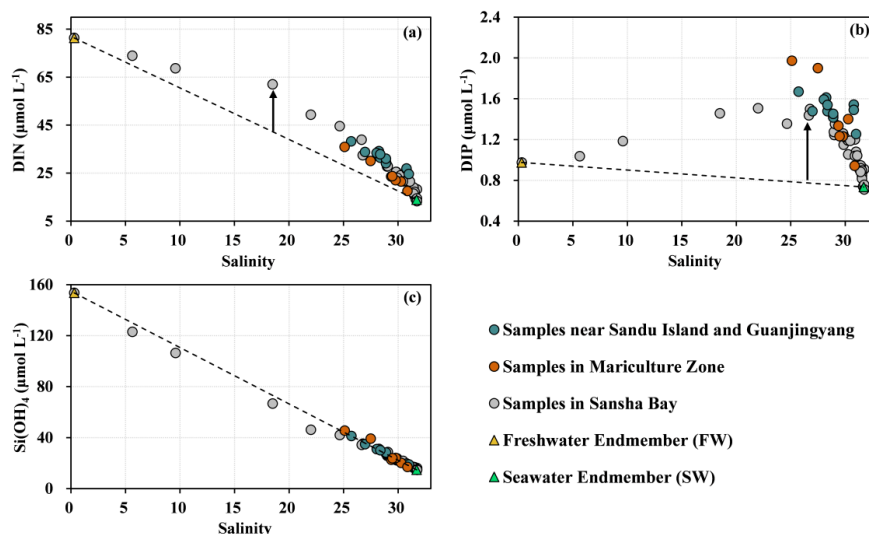 (a)
DIN (μmol L⁻¹)
85
65
45
25
5
0 5 10 15 20 25 30
Salinity
(b)
DIP (μmol L⁻¹)
2.4
2.0
1.6
1.2
0.8
0.4
0 5 10 15 20 25 30
Salinity
(c)
Si(OH)₄ (μmol L⁻¹)
160
120
80
40
0
0 5 10 15 20 25 30
Salinity
Samples near Sandu Island and Guanjingyang
Samples in Mariculture Zone
Samples in Sansha Bay
Freshwater Endmember (FW)
Seawater Endmember (SW)